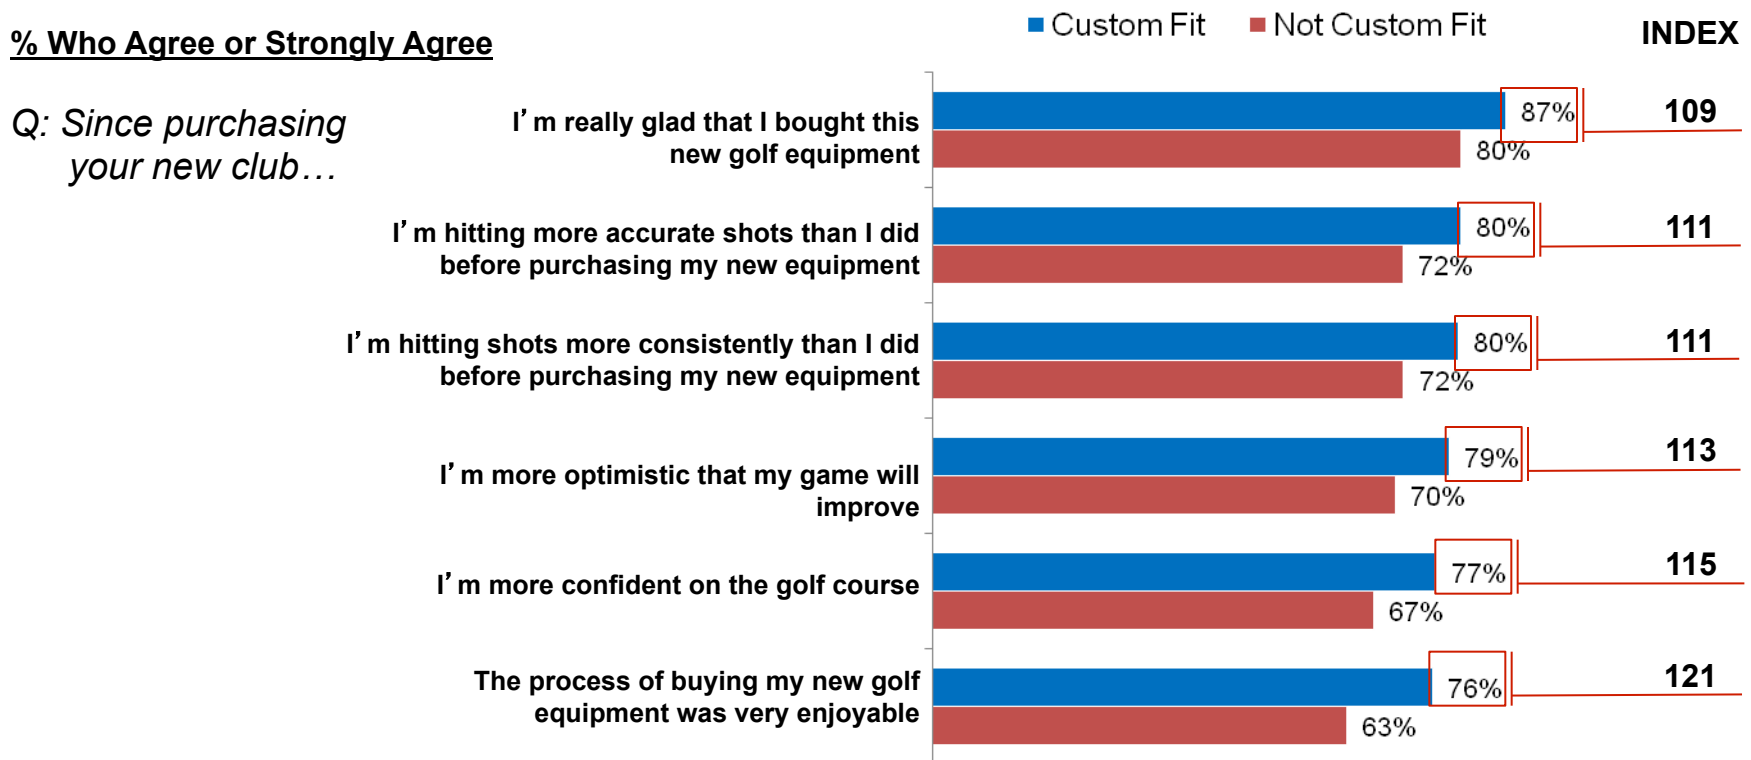 % Who Agree or Strongly Agree
Custom Fit
Not Custom Fit
INDEX
Q: Since purchasing
your new club…
I’m really glad that I bought this
new golf equipment
87%
80%
109
I’m hitting more accurate shots than I did
before purchasing my new equipment
80%
72%
111
I’m hitting shots more consistently than I did
before purchasing my new equipment
80%
72%
111
I’m more optimistic that my game will
improve
79%
70%
113
I’m more confident on the golf course
77%
67%
115
The process of buying my new golf
equipment was very enjoyable
76%
63%
121